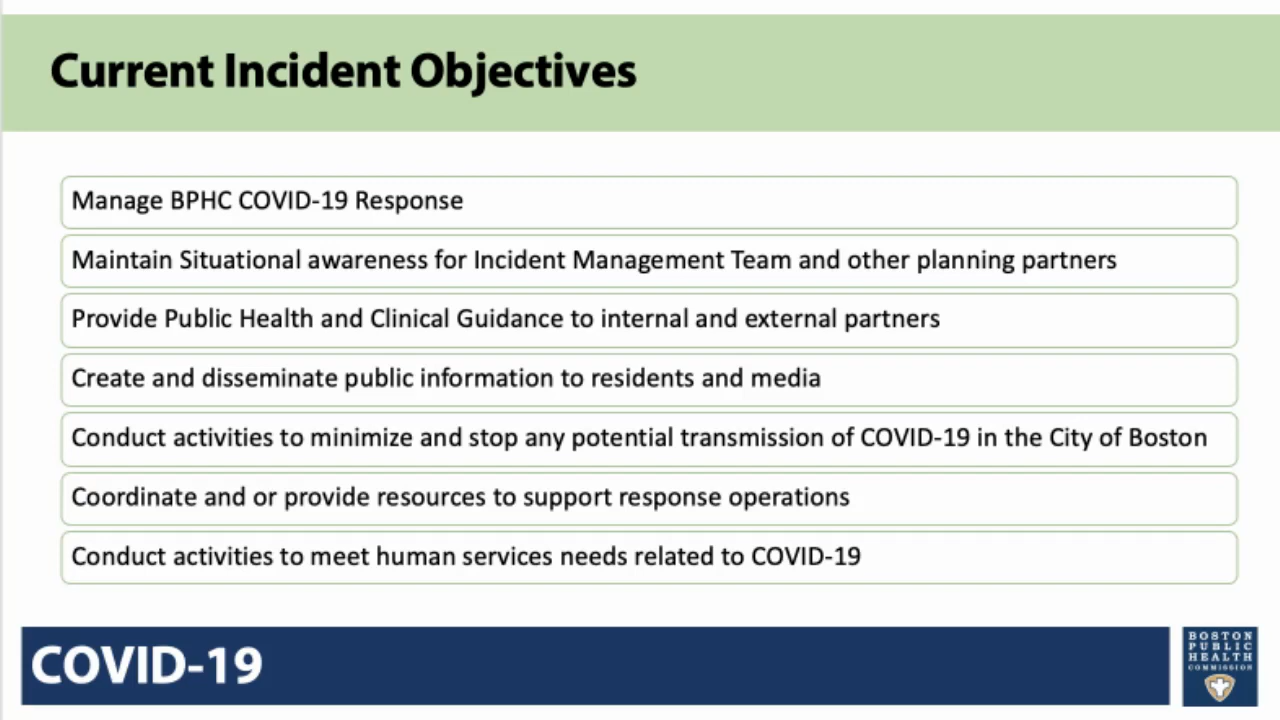 Current Incident Objectives
Manage BPHC COVID-19 Response
Maintain Situational awareness for Incident Management Team and other planning partners
Provide Public Health and Clinical Guidance to internal and external partners
Create and disseminate public information to residents and media
Conduct activities to minimize and stop any potential transmission of COVID-19 in the City of Boston
Coordinate and or provide resources to support response operations
Conduct activities to meet human services needs related to COVID-19
COVID-19
BOSTON
PUBLIC
HEALTH
COMMISSION